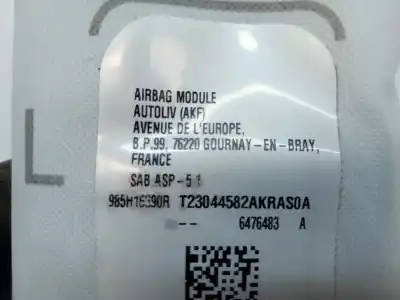 L
AIRBAG MODULE
AUTOLIV (AKF)
AVENUE DE L'EUROPE,
B.P.99, 76220 GOURNAY-EN-BRAY,
FRANCE
SAB ASP-5 1
985H16390R T23044582AKRAS0A
-- 6476483 A